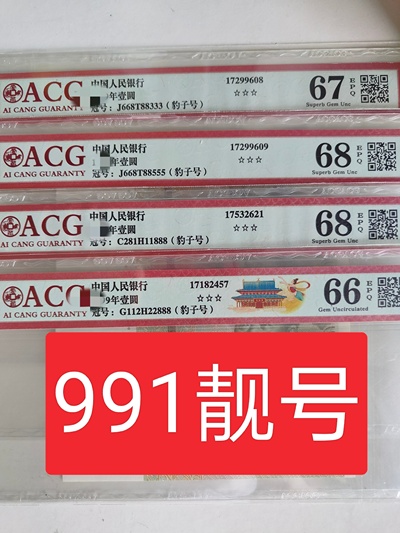 ACG
AI CANG GUARANTY
中国人民银行
9年壹圆
冠号: J668T88333 (豹子号)
17299608
☆☆☆
67
EPQ
Superb Gem Unc
ACG
AI CANG GUARANTY
中国人民银行
年壹圆
冠号: J668T88555 (豹子号)
17299609
☆☆☆
68
EPQ
Superb Gem Unc
ACG
AI CANG GUARANTY
中国人民银行
年壹圆
冠号: C281H11888 (豹子号)
17532621
☆☆☆
68
EPQ
Superb Gem Unc
ACG
AI CANG GUARANTY
中国人民银行
9年壹圆
冠号: G112H22888 (豹子号)
17182457
☆☆☆
66
EPQ
Gem Uncirculated
991靓号